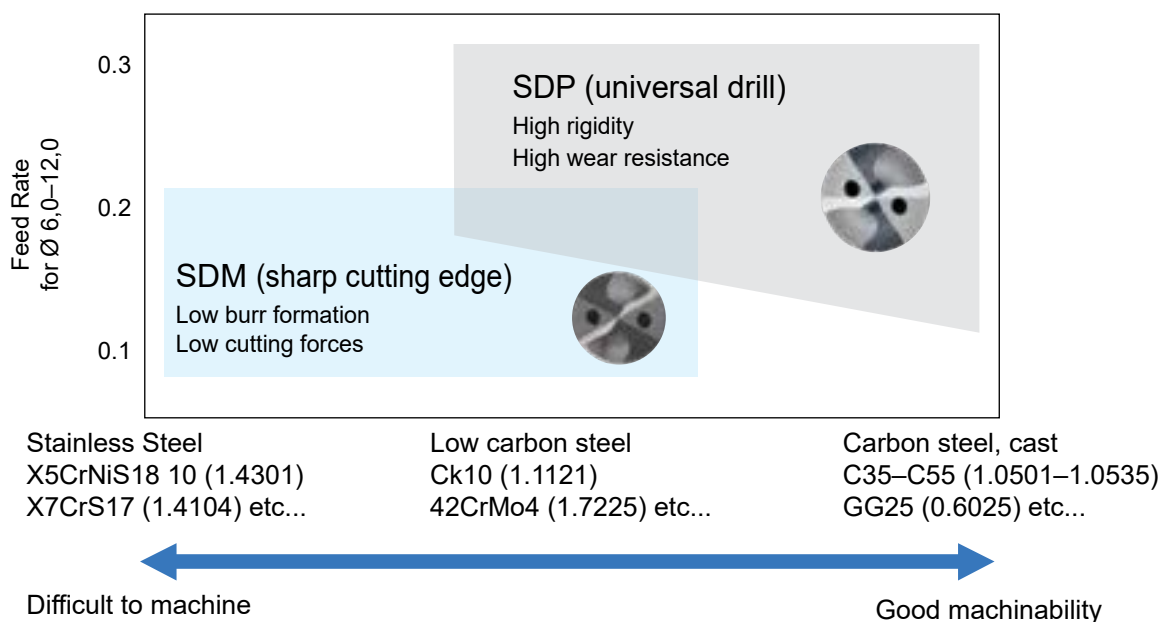 0.3
0.2
0.1
Feed Rate
for Ø 6,0–12,0
SDP (universal drill)
High rigidity
High wear resistance
SDM (sharp cutting edge)
Low burr formation
Low cutting forces
Stainless Steel
X5CrNiS18 10 (1.4301)
X7CrS17 (1.4104) etc...
Low carbon steel
Ck10 (1.1121)
42CrMo4 (1.7225) etc...
Carbon steel, cast
C35–C55 (1.0501–1.0535)
GG25 (0.6025) etc...
Difficult to machine
Good machinability